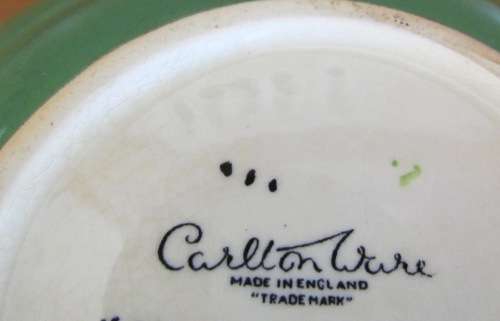 Carlton Ware
MADE IN ENGLAND
"TRADE MARK"